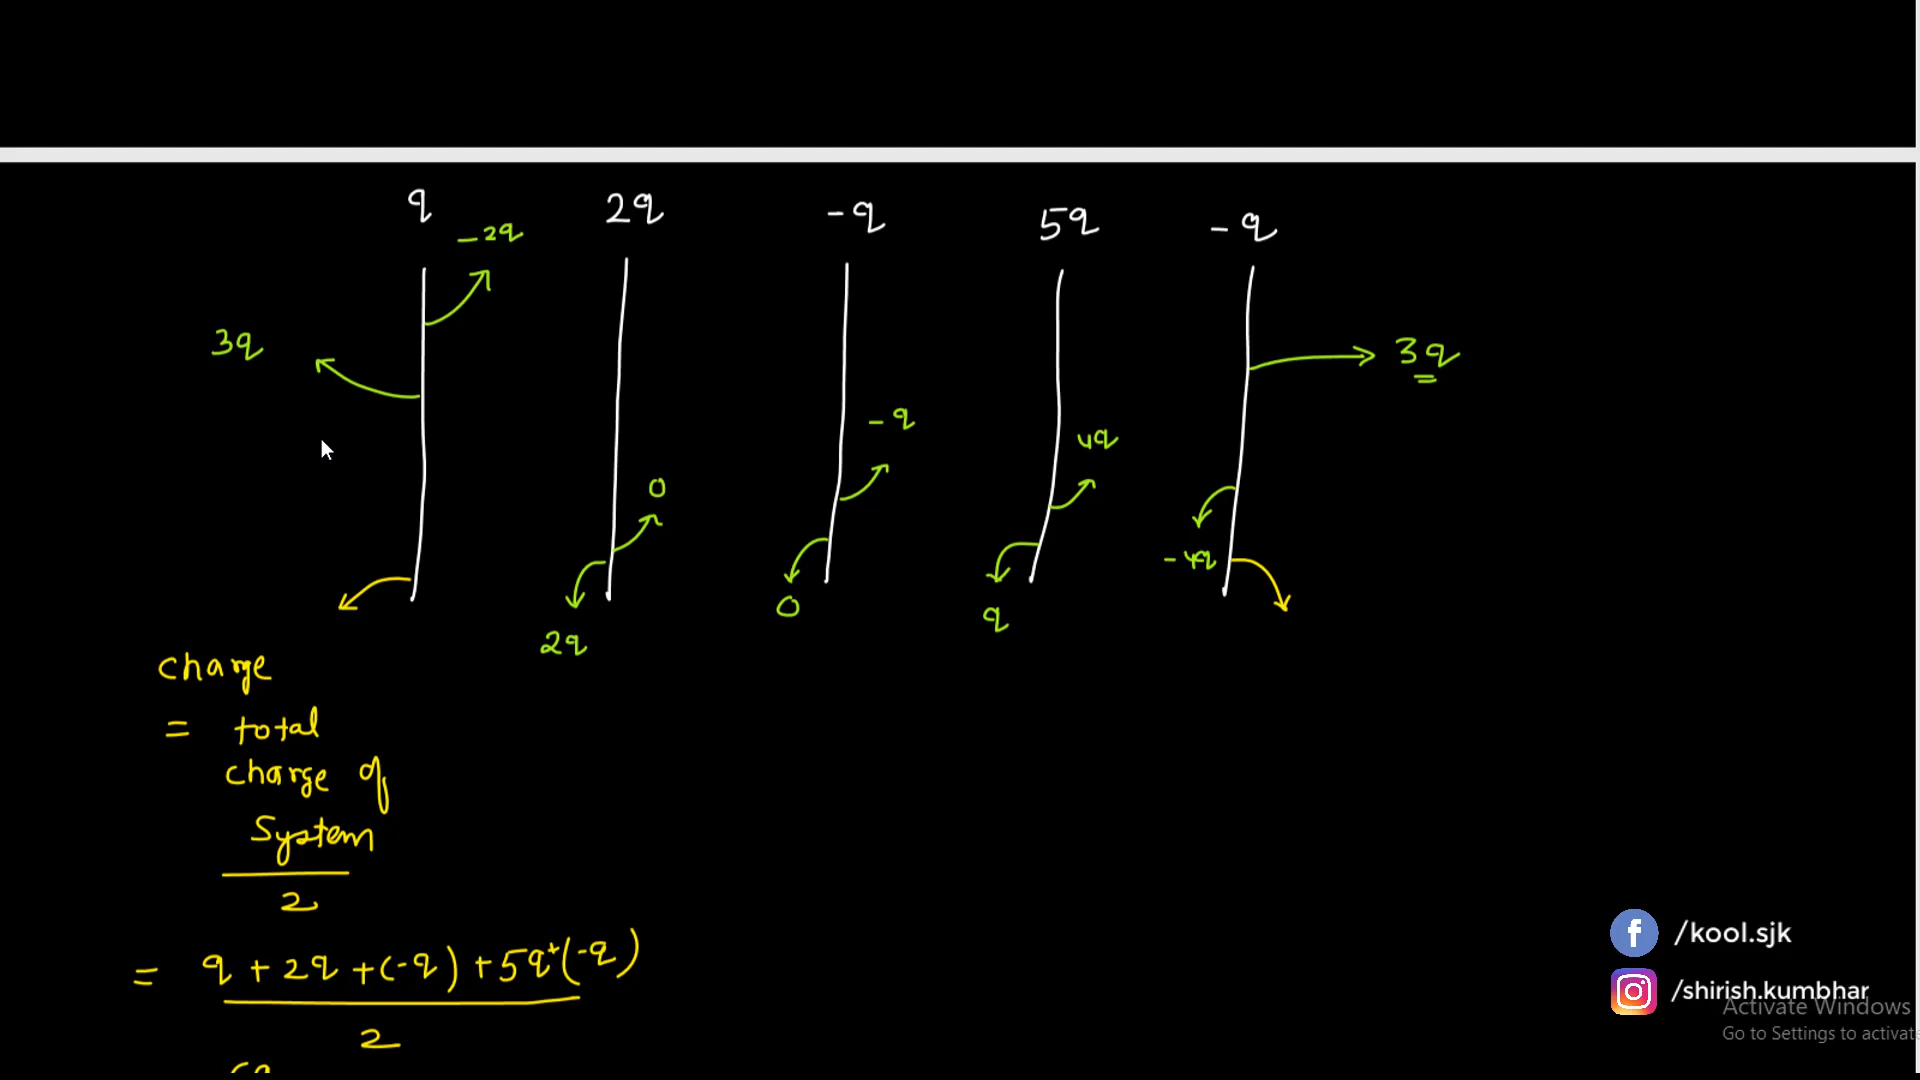 q 2q -q 5q -q
-2q
3q 3q
-q 4q
0
-4q
0 q
2q
charge
= total
charge of
System
2
= q + 2q + (-q) + 5q + (-q)
2
/kool.sjk
/shirish.kumbhar
Activate Windows
Go to Settings to activat